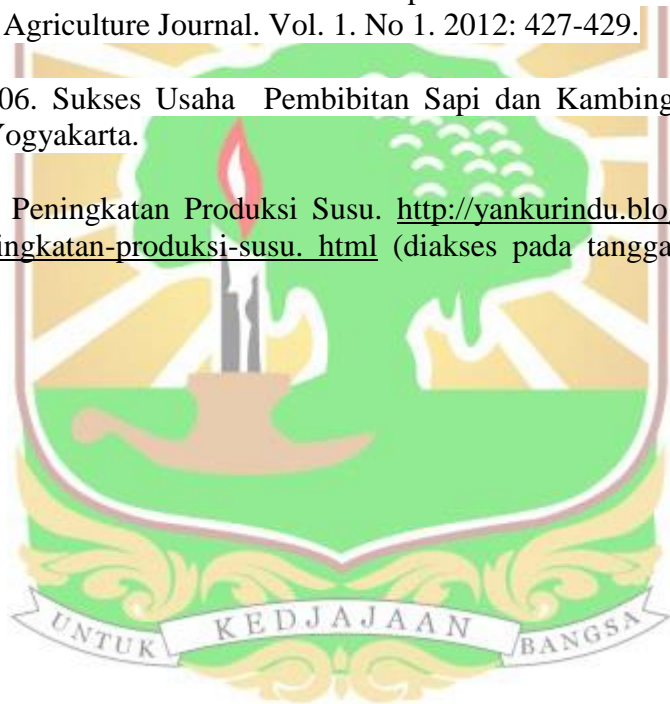 Agriculture Journal. Vol. 1. No 1. 2012: 427-429.
06. Sukses Usaha Pembibitan Sapi dan Kambing
Yogyakarta.
Peningkatan Produksi Susu. http://yankurindu.blo
ingkatan-produksi-susu. html (diakses pada tangga
UNTUK KEDJAJAAN BANGSA